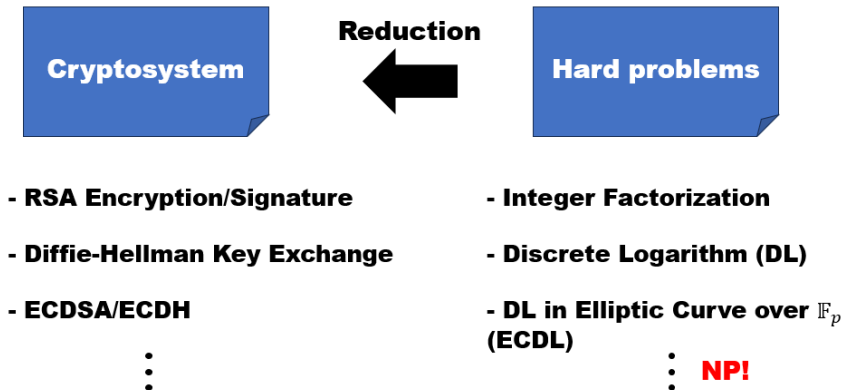 Reduction
Cryptosystem
Hard problems
- RSA Encryption/Signature
- Diffie-Hellman Key Exchange
- ECDSA/ECDH
- Integer Factorization
- Discrete Logarithm (DL)
- DL in Elliptic Curve over 𝔽p
(ECDL)
NP!